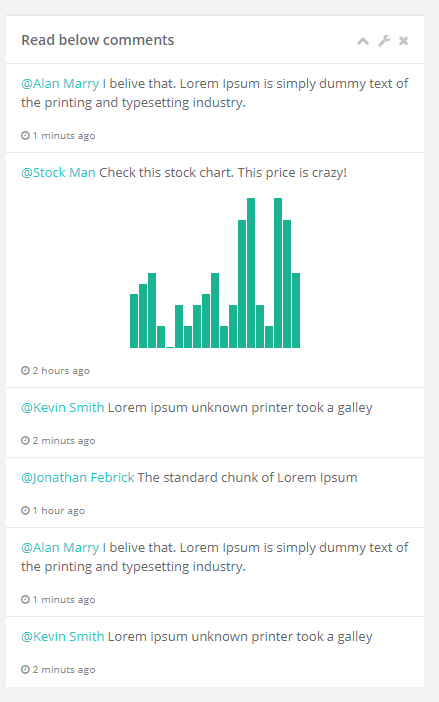 Read below comments
@Alan Marry I belive that. Lorem Ipsum is simply dummy text of
the printing and typesetting industry.
1 minuts ago
@Stock Man Check this stock chart. This price is crazy!
2 hours ago
@Kevin Smith Lorem ipsum unknown printer took a galley
2 minuts ago
@Jonathan Febrick The standard chunk of Lorem Ipsum
1 hour ago
@Alan Marry I belive that. Lorem Ipsum is simply dummy text of
the printing and typesetting industry.
1 minuts ago
@Kevin Smith Lorem ipsum unknown printer took a galley
2 minuts ago